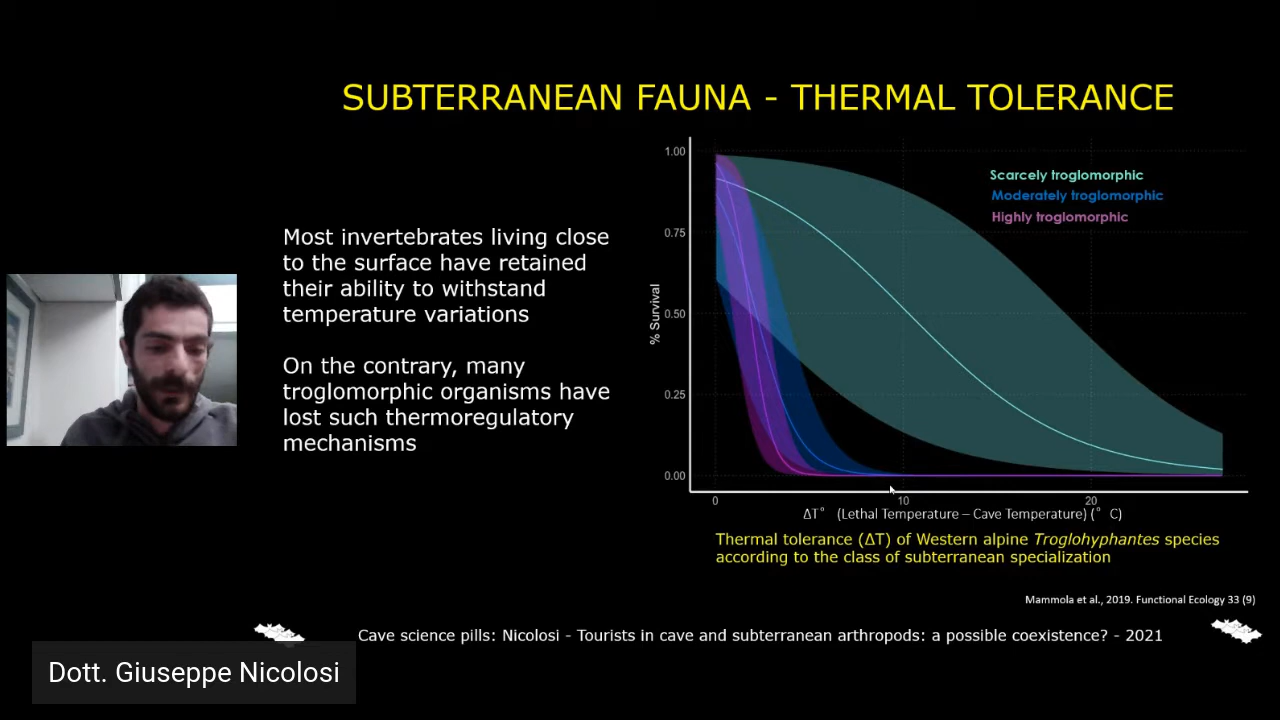 SUBTERRANEAN FAUNA - THERMAL TOLERANCE
Most invertebrates living close
to the surface have retained
their ability to withstand
temperature variations
On the contrary, many
troglomorphic organisms have
lost such thermoregulatory
mechanisms
1.00
0.75
0.50
0.25
0.00
% Survival
Scarcely troglomorphic
Moderately troglomorphic
Highly troglomorphic
0
10
20
ΔT° (Lethal Temperature – Cave Temperature) (° C)
Thermal tolerance (ΔT) of Western alpine Troglohyphantes species
according to the class of subterranean specialization
Mammola et al., 2019. Functional Ecology 33 (9)
Cave science pills: Nicolosi - Tourists in cave and subterranean arthropods: a possible coexistence? - 2021
Dott. Giuseppe Nicolosi